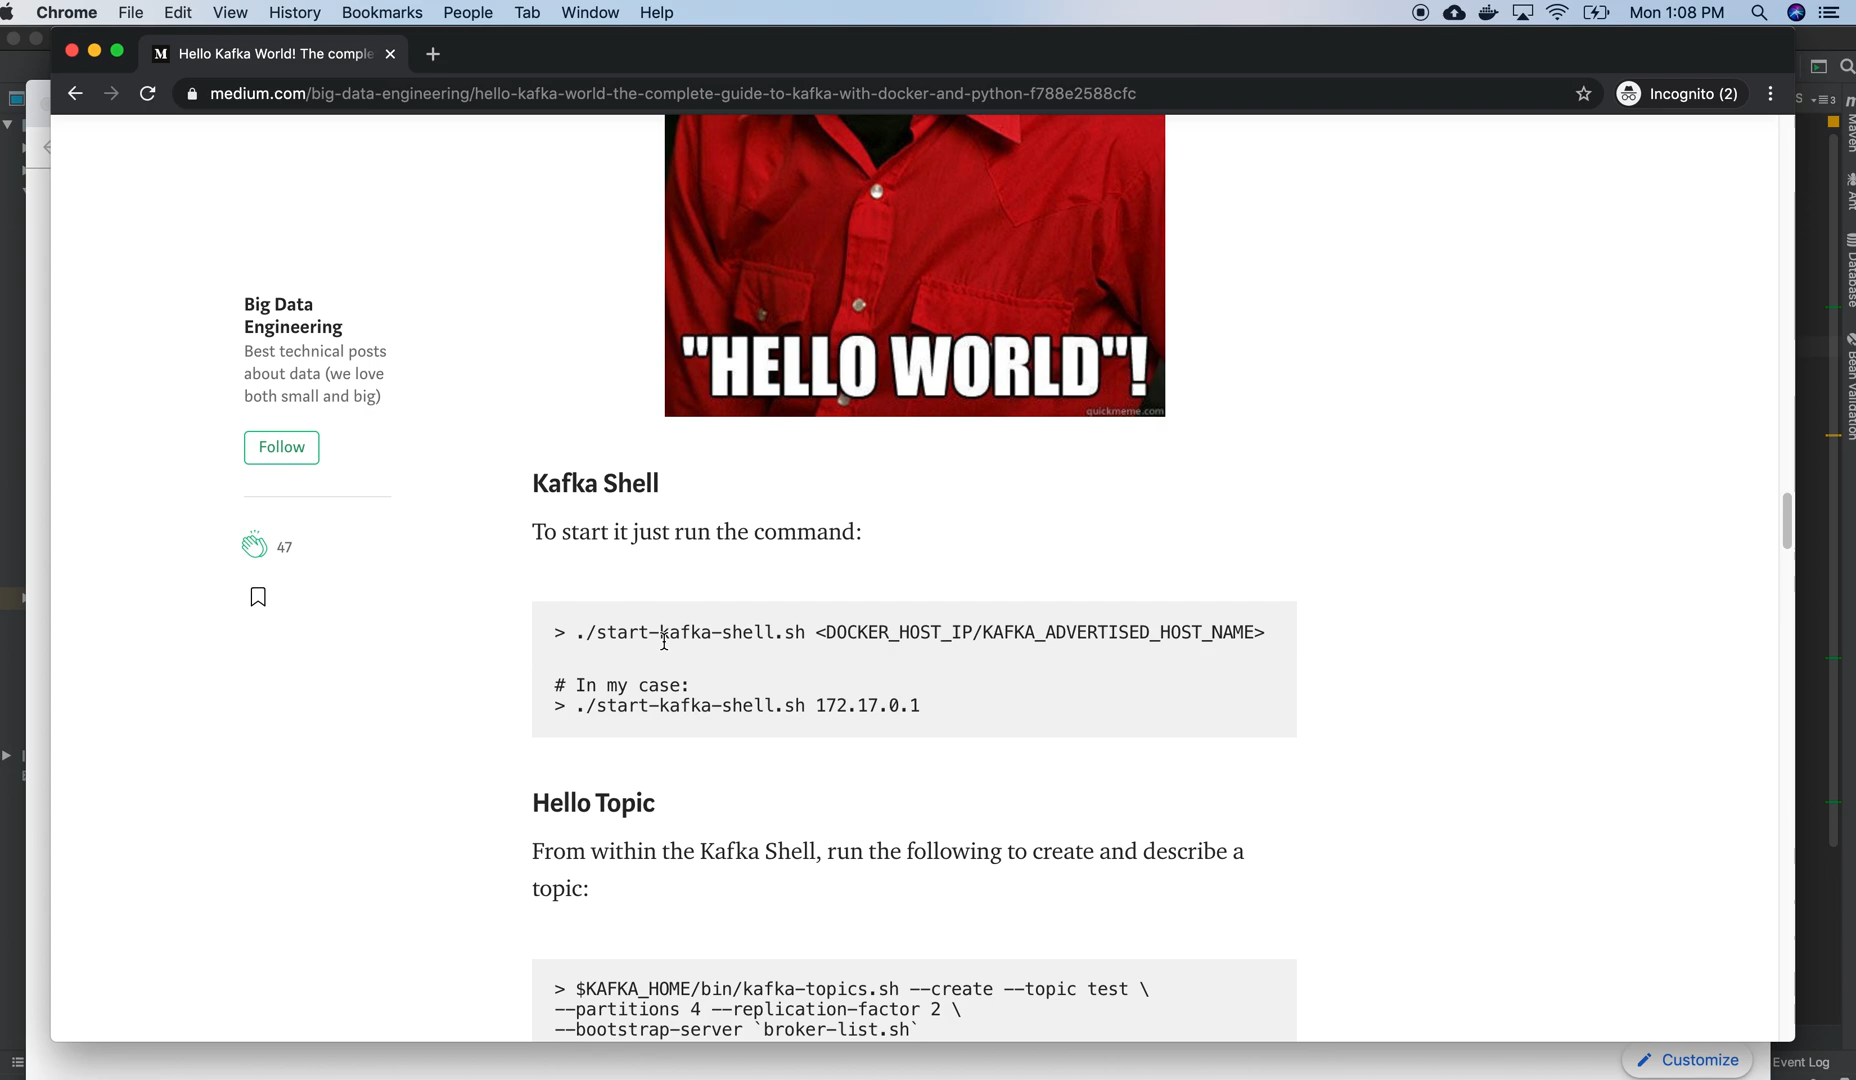 Chrome File Edit View History Bookmarks People Tab Window Help
Mon 1:08 PM
M Hello Kafka World! The comple
medium.com/big-data-engineering/hello-kafka-world-the-complete-guide-to-kafka-with-docker-and-python-f788e2588cfc
Incognito (2)
"HELLO WORLD"!
quickmeme.com
Big Data
Engineering
Best technical posts
about data (we love
both small and big)
Follow
47
Kafka Shell
To start it just run the command:
> ./start-kafka-shell.sh <DOCKER_HOST_IP/KAFKA_ADVERTISED_HOST_NAME>
# In my case:
> ./start-kafka-shell.sh 172.17.0.1
Hello Topic
From within the Kafka Shell, run the following to create and describe a
topic:
> $KAFKA_HOME/bin/kafka-topics.sh --create --topic test \
--partitions 4 --replication-factor 2 \
--bootstrap-server `broker-list.sh`
Maven
Ant
Database
Bean Validation
Customize
Event Log